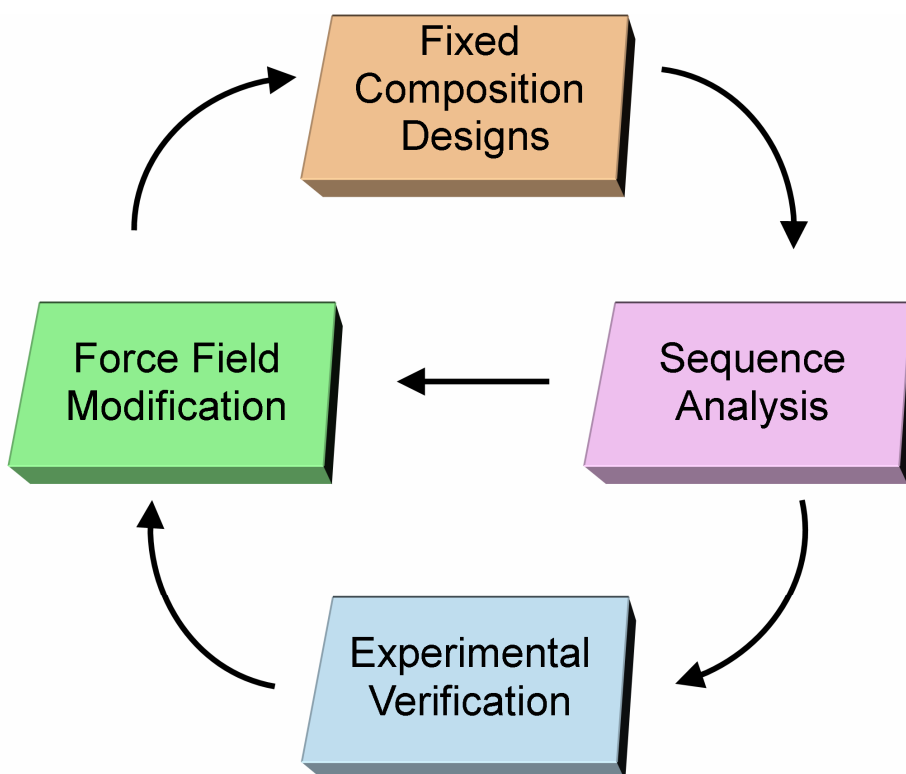 Fixed
Composition
Designs
Force Field
Modification
Sequence
Analysis
Experimental
Verification